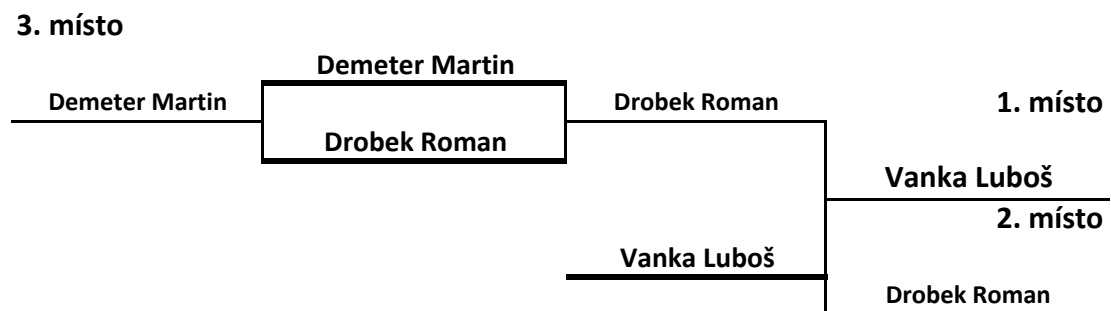 3. místo
Demeter Martin
Demeter Martin
Drobek Roman
1. místo
Drobek Roman
Vanka Luboš
2. místo
Vanka Luboš
Drobek Roman